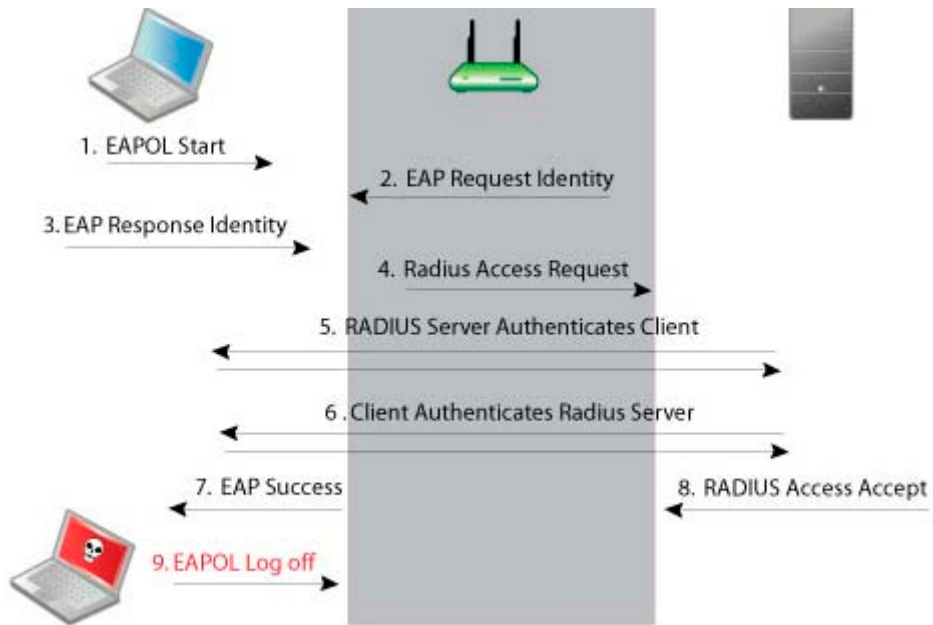 1. EAPOL Start
2. EAP Request Identity
3. EAP Response Identity
4. Radius Access Request
5. RADIUS Server Authenticates Client
6 . Client Authenticates Radius Server
7. EAP Success
8. RADIUS Access Accept
9. EAPOL Log off